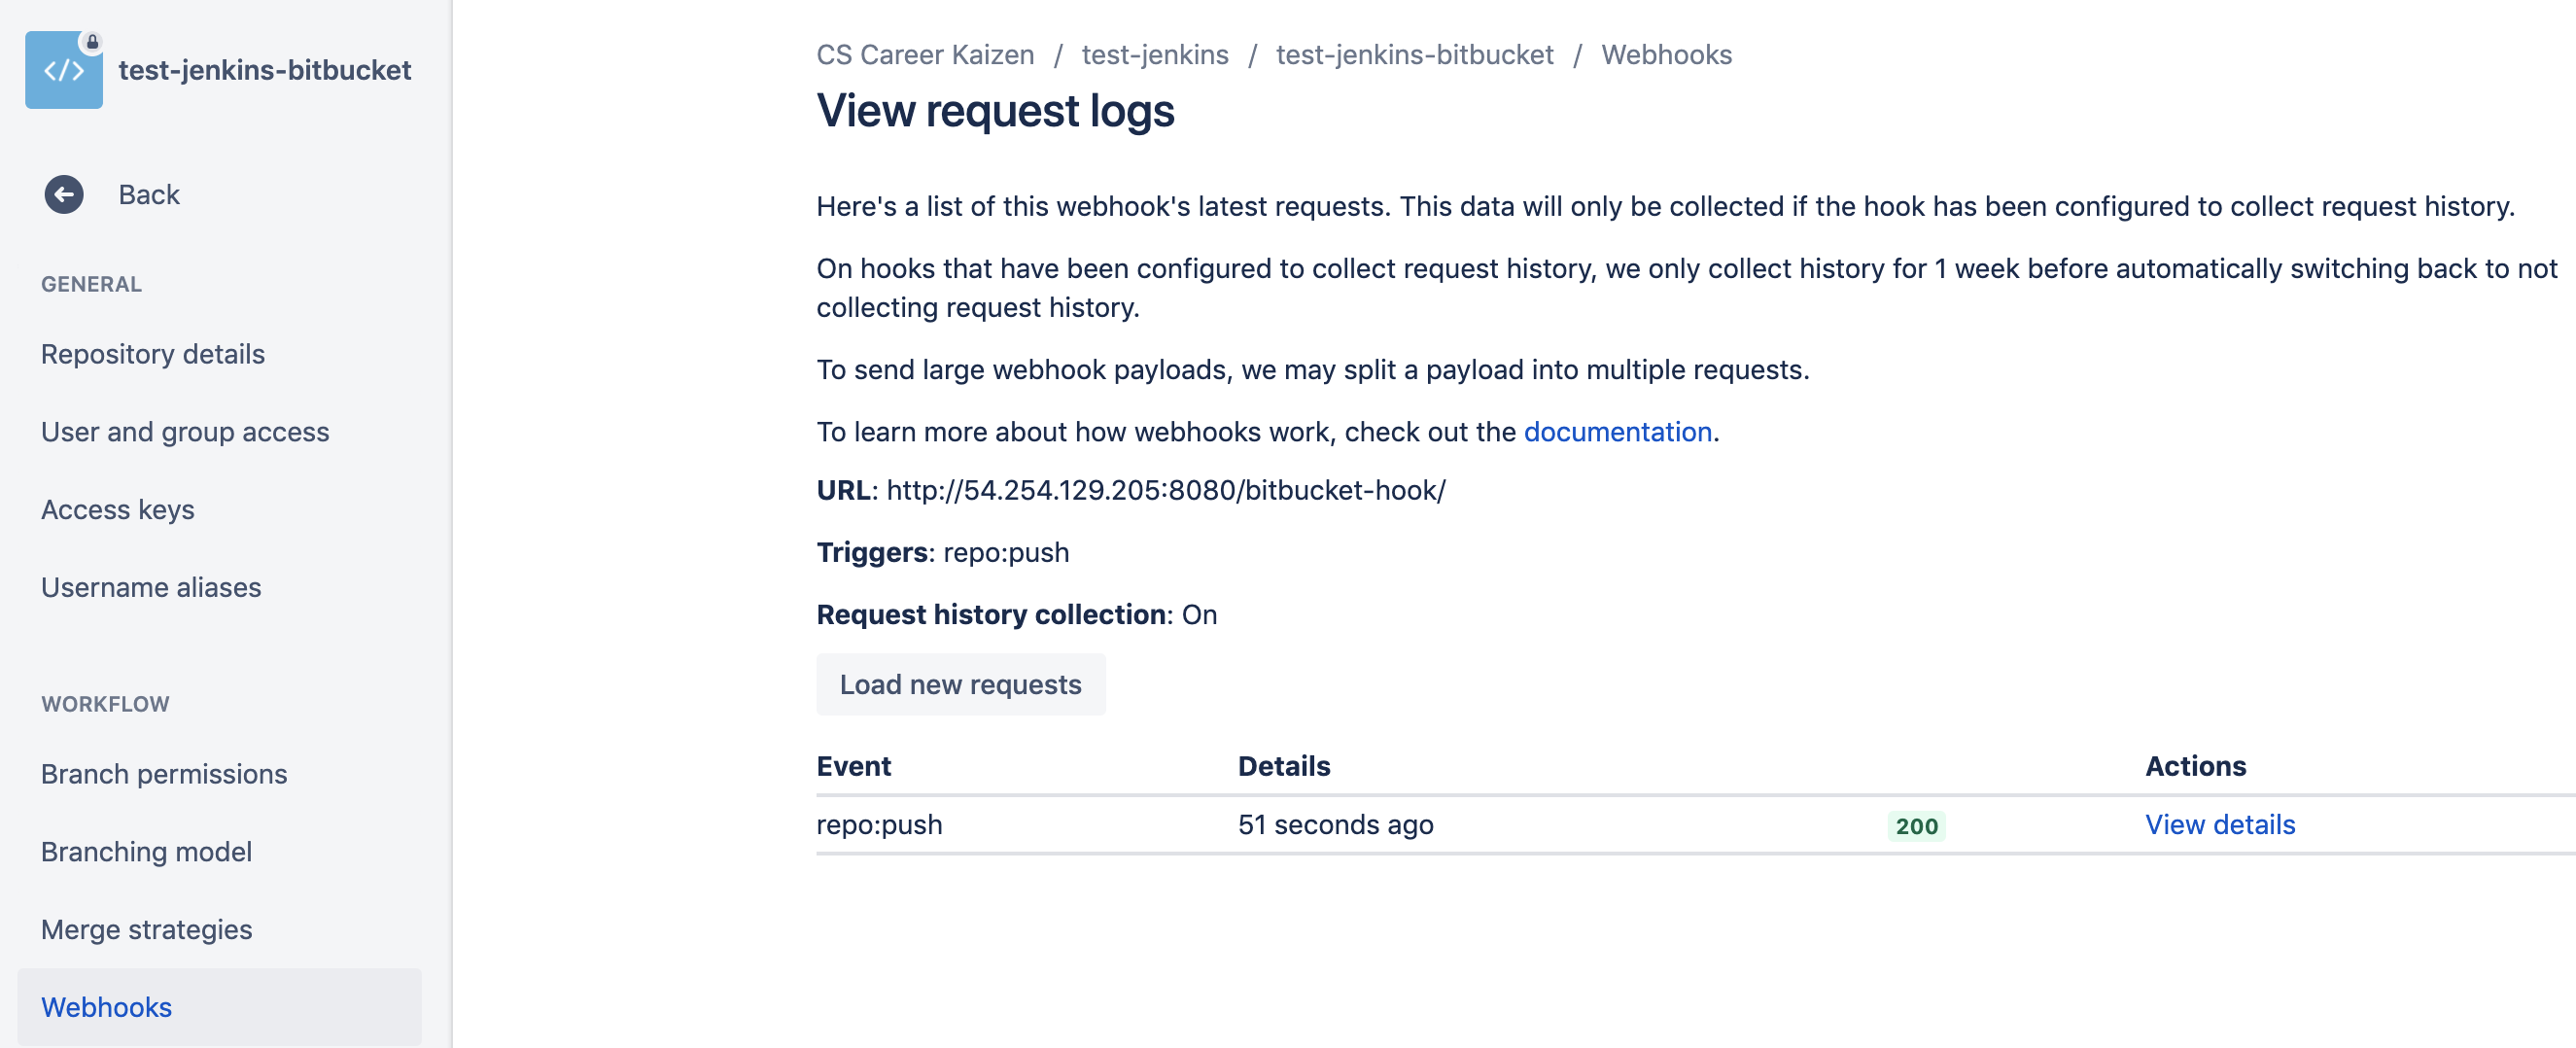 test-jenkins-bitbucket
Back
GENERAL
Repository details
User and group access
Access keys
Username aliases
WORKFLOW
Branch permissions
Branching model
Merge strategies
Webhooks
CS Career Kaizen / test-jenkins / test-jenkins-bitbucket / Webhooks
View request logs
Here's a list of this webhook's latest requests. This data will only be collected if the hook has been configured to collect request history.
On hooks that have been configured to collect request history, we only collect history for 1 week before automatically switching back to not
collecting request history.
To send large webhook payloads, we may split a payload into multiple requests.
To learn more about how webhooks work, check out the documentation.
URL: http://54.254.129.205:8080/bitbucket-hook/
Triggers: repo:push
Request history collection: On
Load new requests
Event Details Actions
repo:push 51 seconds ago 200 View details